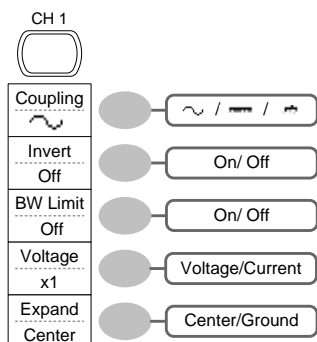 CH 1
Coupling
/ /
Invert
Off
On/ Off
BW Limit
Off
On/ Off
Voltage
x1
Voltage/Current
Expand
Center
Center/Ground